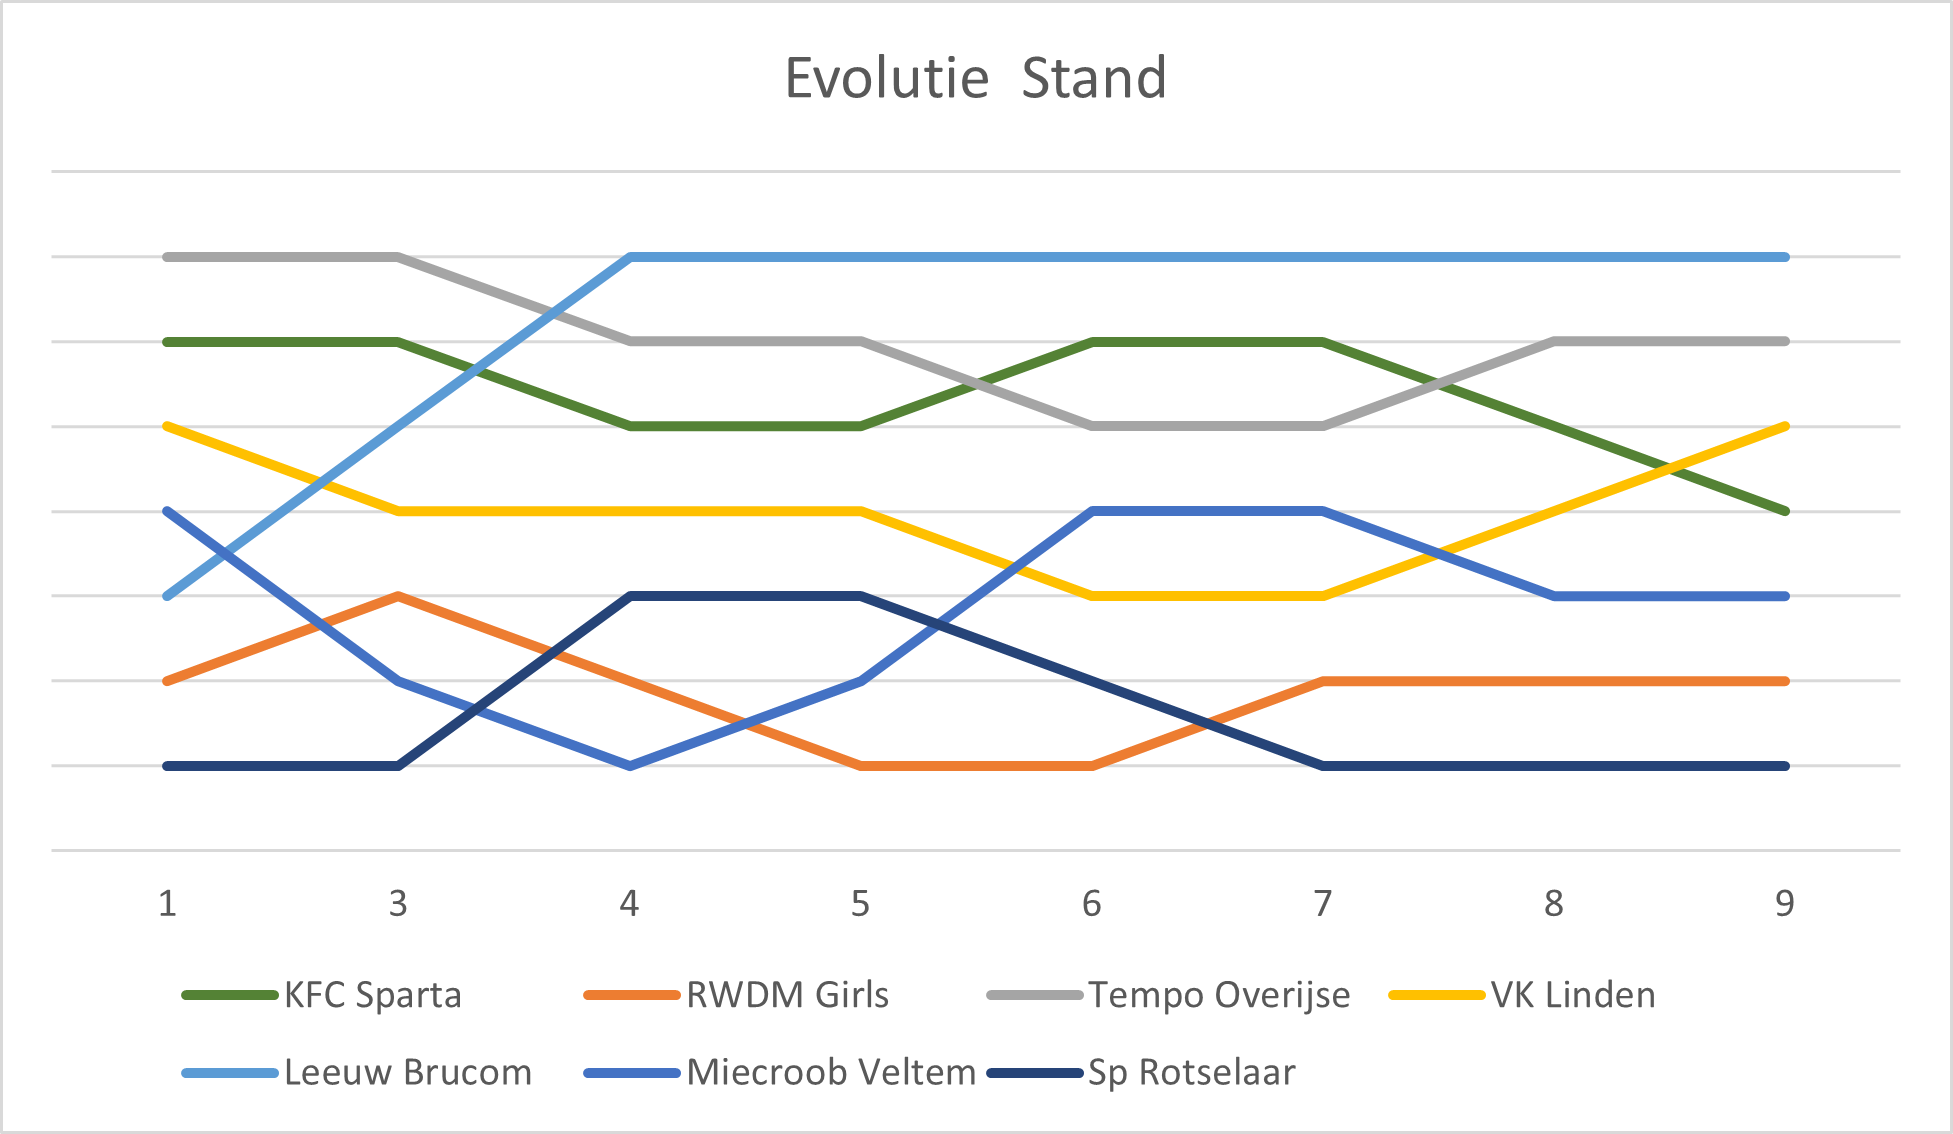 Evolutie  Stand
1 3 4 5 6 7 8 9
KFC Sparta RWDM Girls Tempo Overijse VK Linden
Leeuw Brucom Miecroob Veltem Sp Rotselaar